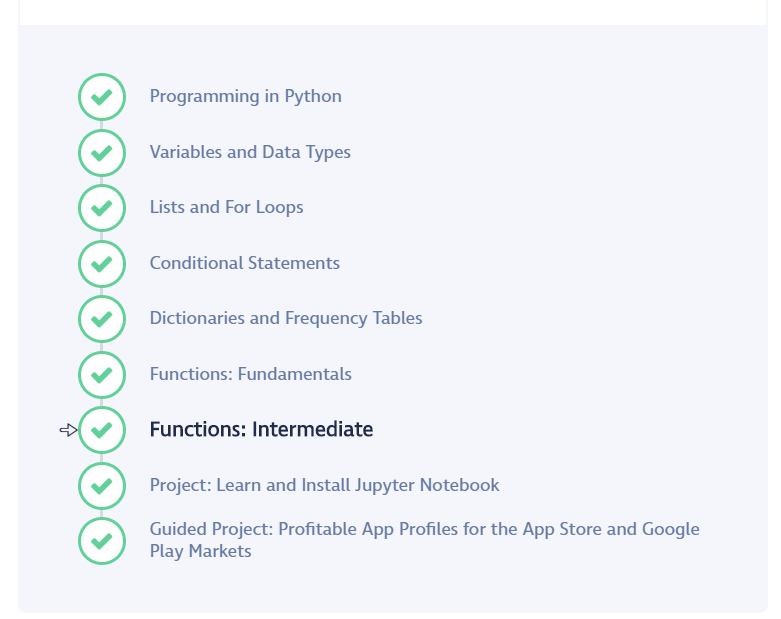 Programming in Python
Variables and Data Types
Lists and For Loops
Conditional Statements
Dictionaries and Frequency Tables
Functions: Fundamentals
Functions: Intermediate
Project: Learn and Install Jupyter Notebook
Guided Project: Profitable App Profiles for the App Store and Google
Play Markets